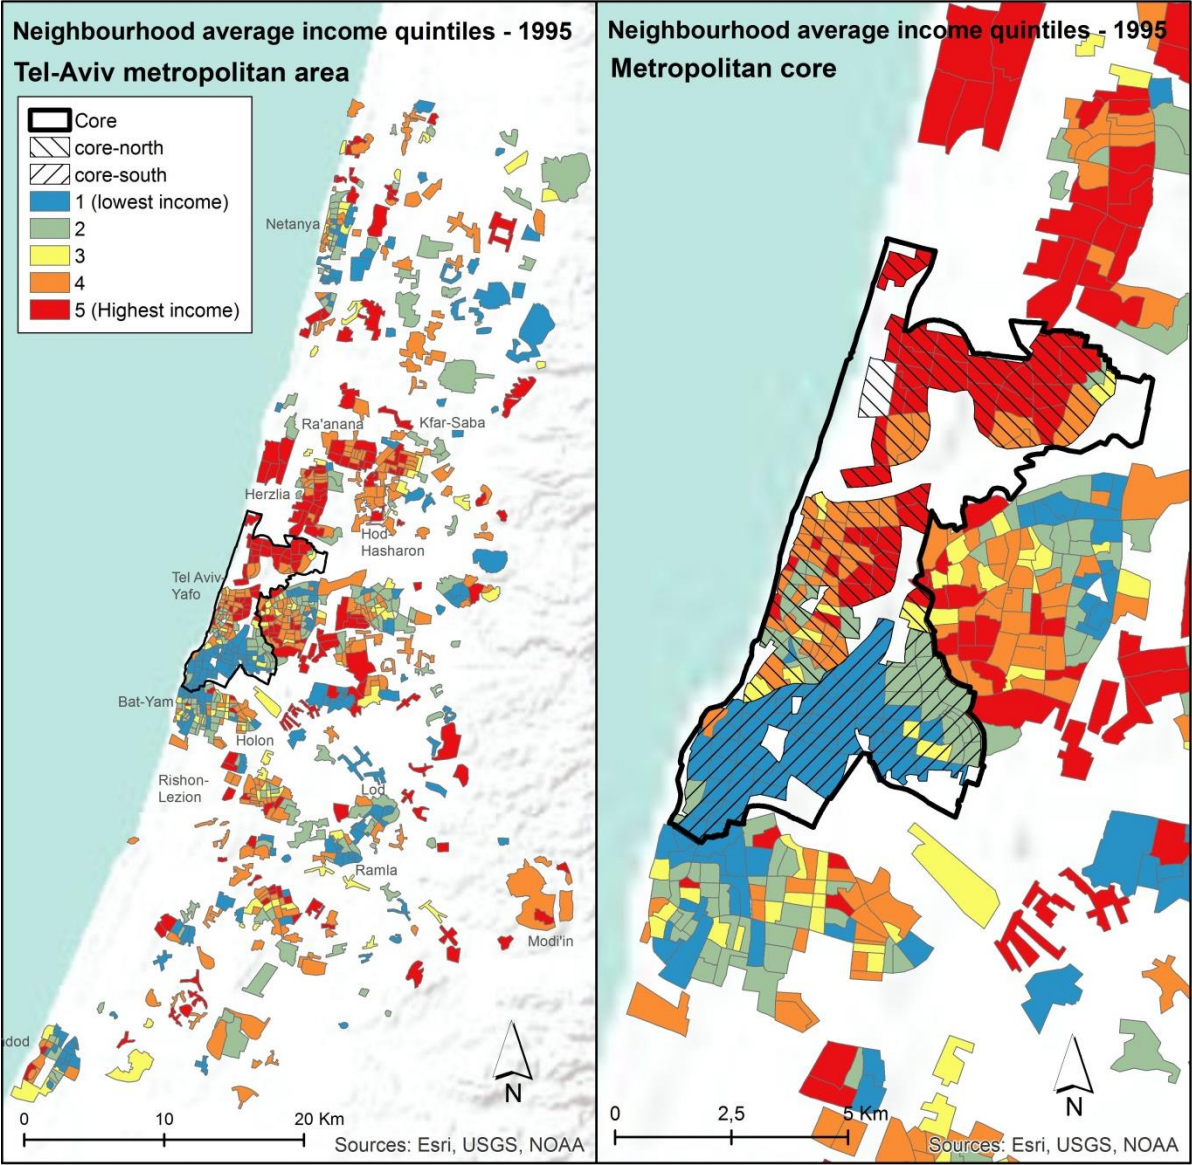 Neighbourhood average income quintiles - 1995
Tel-Aviv metropolitan area
Core
core-north
core-south
1 (lowest income)
2
3
4
5 (Highest income)
Netanya
Ra'anana
Kfar-Saba
Herzlia
Hod
Hasharon
Tel Aviv-
Yafo
Bat-Yam
Holon
Rishon-
Lezion
Lod
Ramla
Modi'in
dod
N
0
10
20 Km
Sources: Esri, USGS, NOAA
Neighbourhood average income quintiles - 1995
Metropolitan core
N
0
2,5
5 Km
Sources: Esri, USGS, NOAA